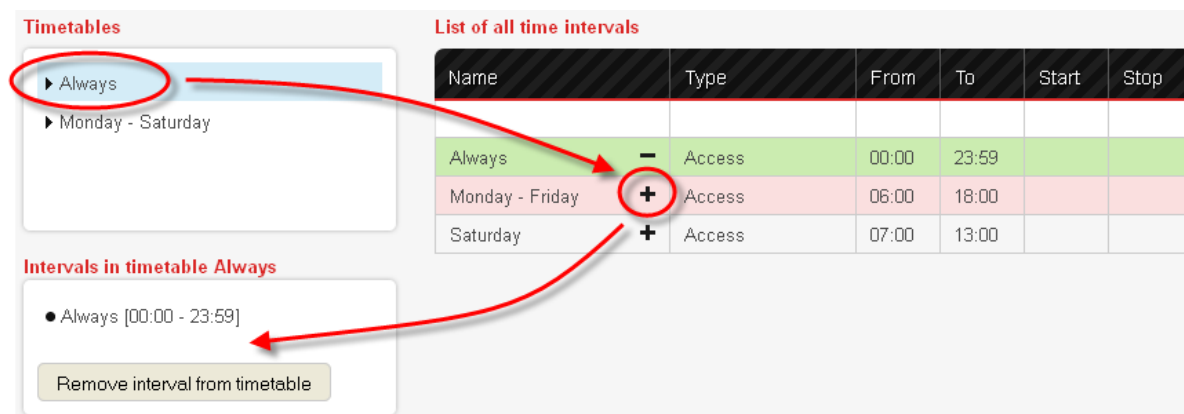 Timetables
Always
Monday - Saturday
Intervals in timetable Always
Always [00:00 - 23:59]
Remove interval from timetable
List of all time intervals
Name Type From To Start Stop
Always − Access 00:00 23:59
Monday - Friday + Access 06:00 18:00
Saturday + Access 07:00 13:00